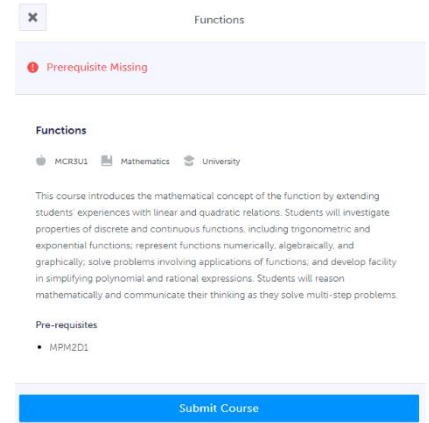 Functions
Prerequisite Missing
Functions
MCR3U1 Mathematics University
This course introduces the mathematical concept of the function by extending
students' experiences with linear and quadratic relations. Students will investigate
properties of discrete and continuous functions, including trigonometric and
exponential functions; represent functions numerically, algebraically, and
graphically; solve problems involving applications of functions; and develop facility
in simplifying polynomial and rational expressions. Students will reason
mathematically and communicate their thinking as they solve multi-step problems.
Pre-requisites
• MPM2D1
Submit Course